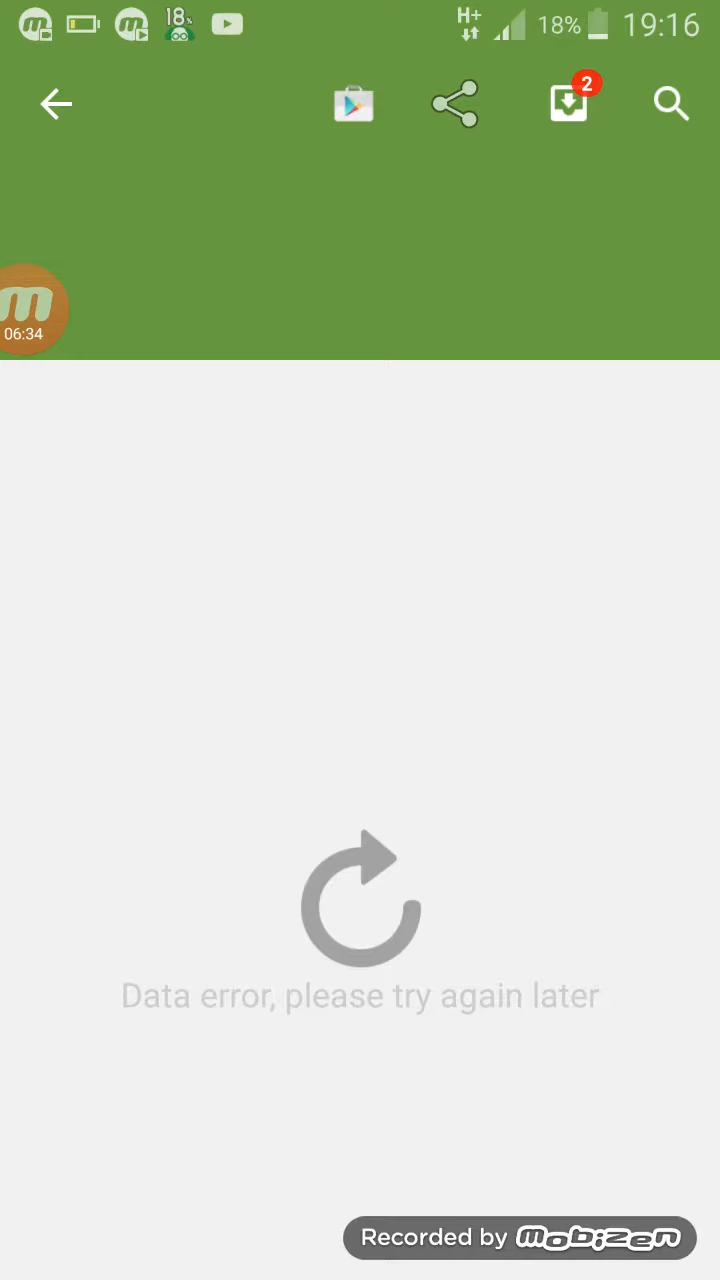 18%
H+
18%
19:16
2
m
06:34
Data error, please try again later
Recorded by mobizen